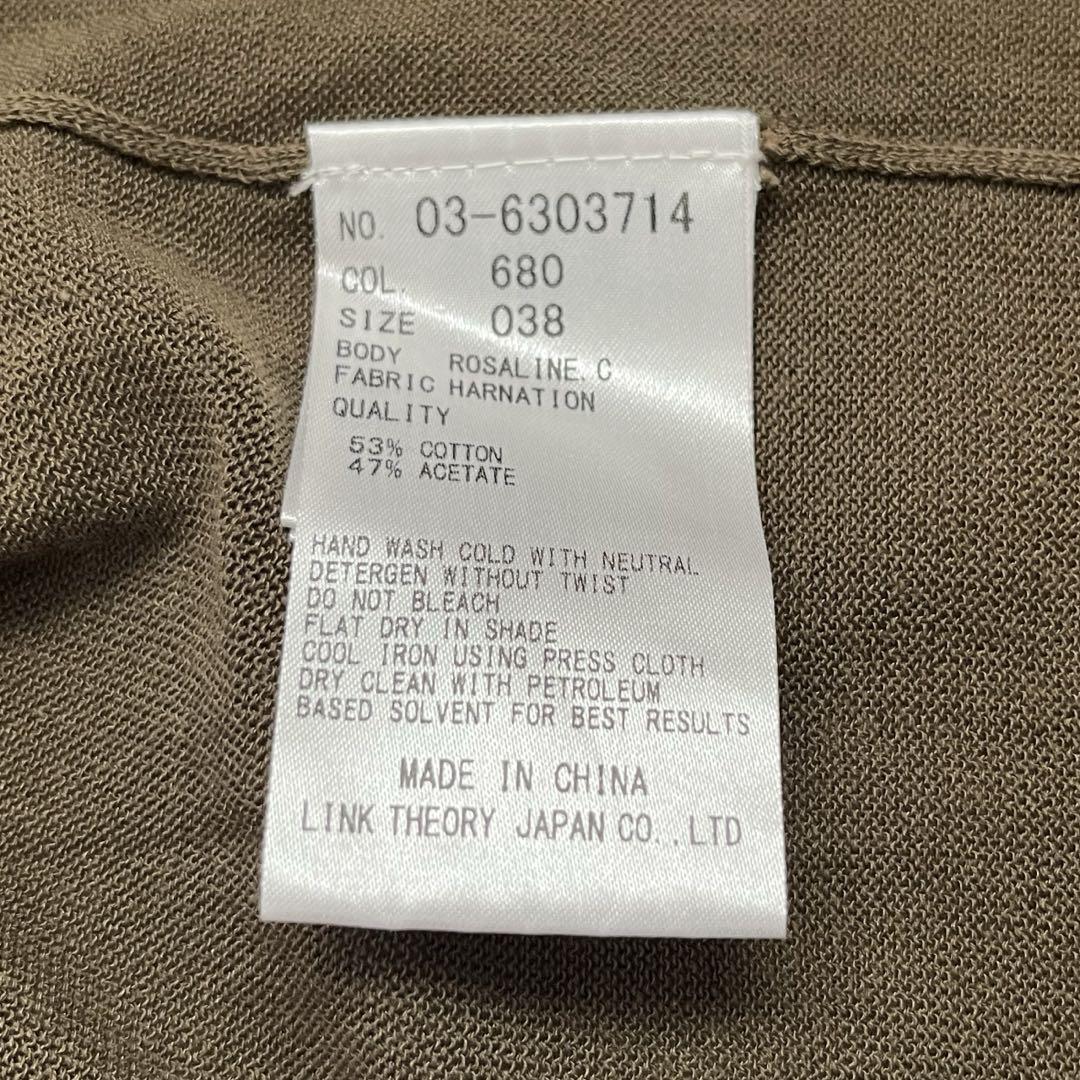 NO. 03-6303714
COL. 680
SIZE 038
BODY ROSALINE.C
FABRIC HARNATION
QUALITY
53% COTTON
47% ACETATE
HAND WASH COLD WITH NEUTRAL
DETERGEN WITHOUT TWIST
DO NOT BLEACH
FLAT DRY IN SHADE
COOL IRON USING PRESS CLOTH
DRY CLEAN WITH PETROLEUM
BASED SOLVENT FOR BEST RESULTS
MADE IN CHINA
LINK THEORY JAPAN CO.,LTD